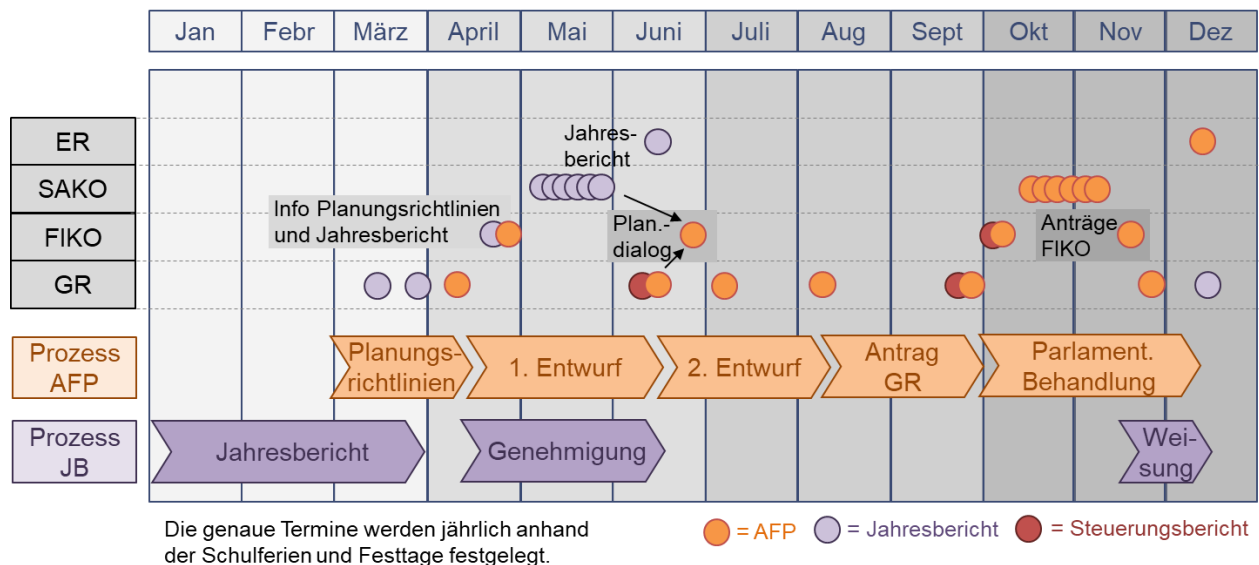 Jan Febr März April Mai Juni Juli Aug Sept Okt Nov Dez
ER
SAKO
FIKO
GR
Jahres-
bericht
Info Planungsrichtlinien
und Jahresbericht
Plan.-
dialog
Anträge
FIKO
Prozess
AFP
Planungs-
richtlinien
1. Entwurf
2. Entwurf
Antrag
GR
Parlament.
Behandlung
Prozess
JB
Jahresbericht
Genehmigung
Wei-
sung
Die genaue Termine werden jährlich anhand
der Schulferien und Festtage festgelegt.
= AFP
= Jahresbericht
= Steuerungsbericht